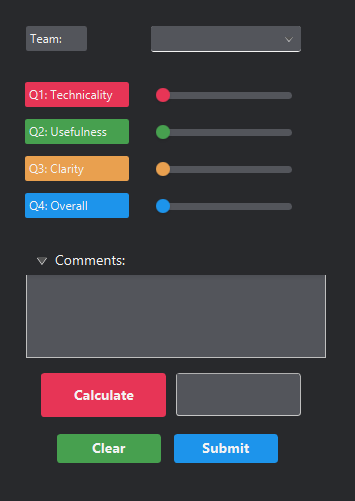 Team:
Q1: Technicality
Q2: Usefulness
Q3: Clarity
Q4: Overall
Comments:
Calculate
Clear
Submit